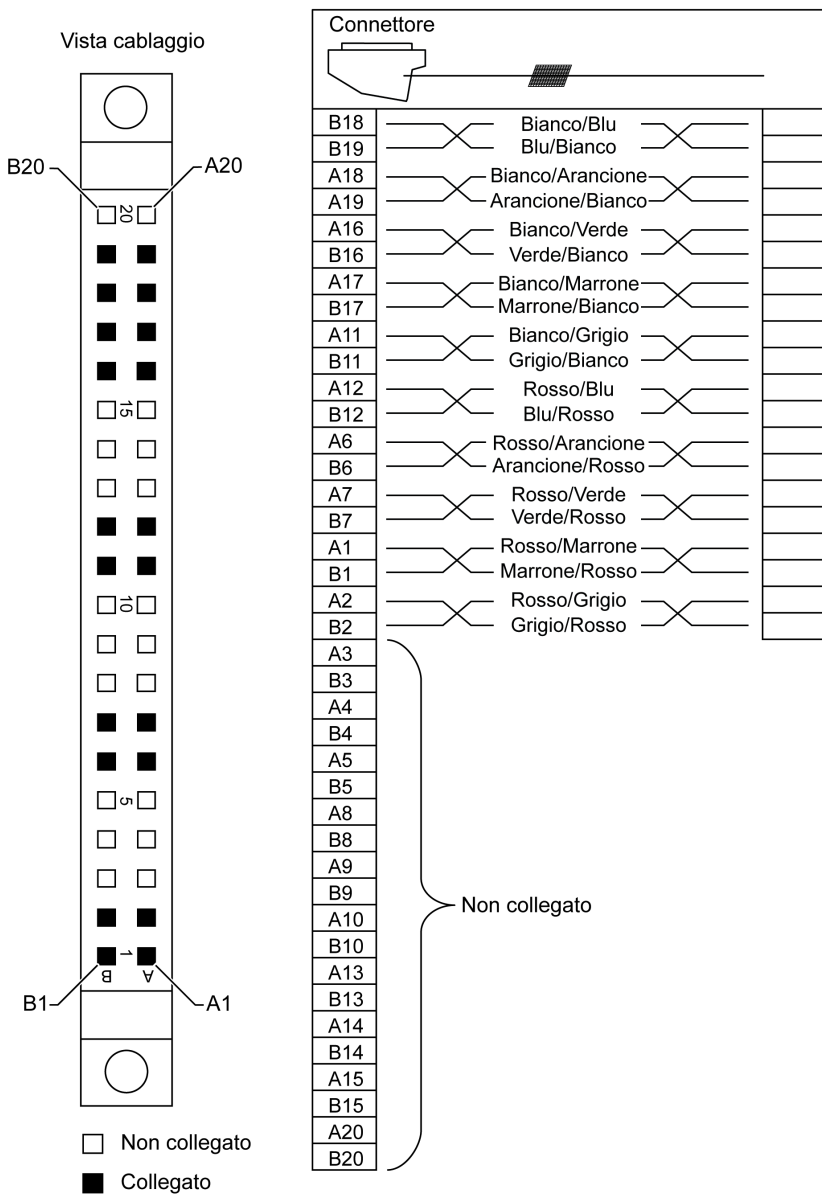 Vista cablaggio
B20
A20
20
15
10
5
1
B A
B1
A1
Non collegato
Collegato
Connettore
B18 Bianco/Blu
B19 Blu/Bianco
A18 Bianco/Arancione
A19 Arancione/Bianco
A16 Bianco/Verde
B16 Verde/Bianco
A17 Bianco/Marrone
B17 Marrone/Bianco
A11 Bianco/Grigio
B11 Grigio/Bianco
A12 Rosso/Blu
B12 Blu/Rosso
A6 Rosso/Arancione
B6 Arancione/Rosso
A7 Rosso/Verde
B7 Verde/Rosso
A1 Rosso/Marrone
B1 Marrone/Rosso
A2 Rosso/Grigio
B2 Grigio/Rosso
A3
B3
A4
B4
A5
B5
A8
B8
A9
B9
A10
B10
A13
B13
A14
B14
A15
B15
A20
B20
Non collegato